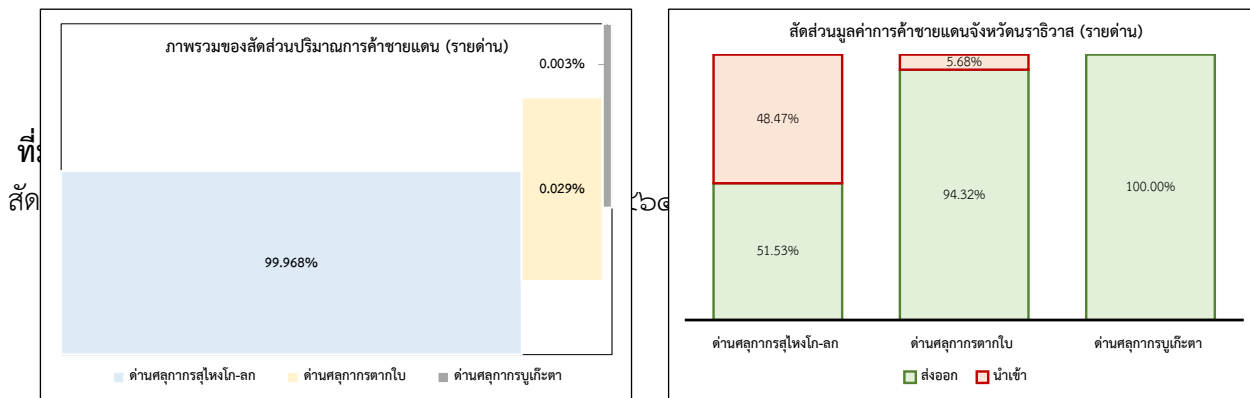 ภาพรวมของสัดส่วนปริมาณการค้าชายแดน (รายด่าน)
0.003%
0.029%
99.968%
ด่านศุลกากรสุไหงโก-ลก ด่านศุลกากรตากใบ ด่านศุลกากรบูเก๊ะตา
สัดส่วนมูลค่าการค้าชายแดนจังหวัดนราธิวาส (รายด่าน)
5.68%
48.47%
94.32%
100.00%
51.53%
ด่านศุลกากรสุไหงโก-ลก ด่านศุลกากรตากใบ ด่านศุลกากรบูเก๊ะตา
ส่งออก นำเข้า